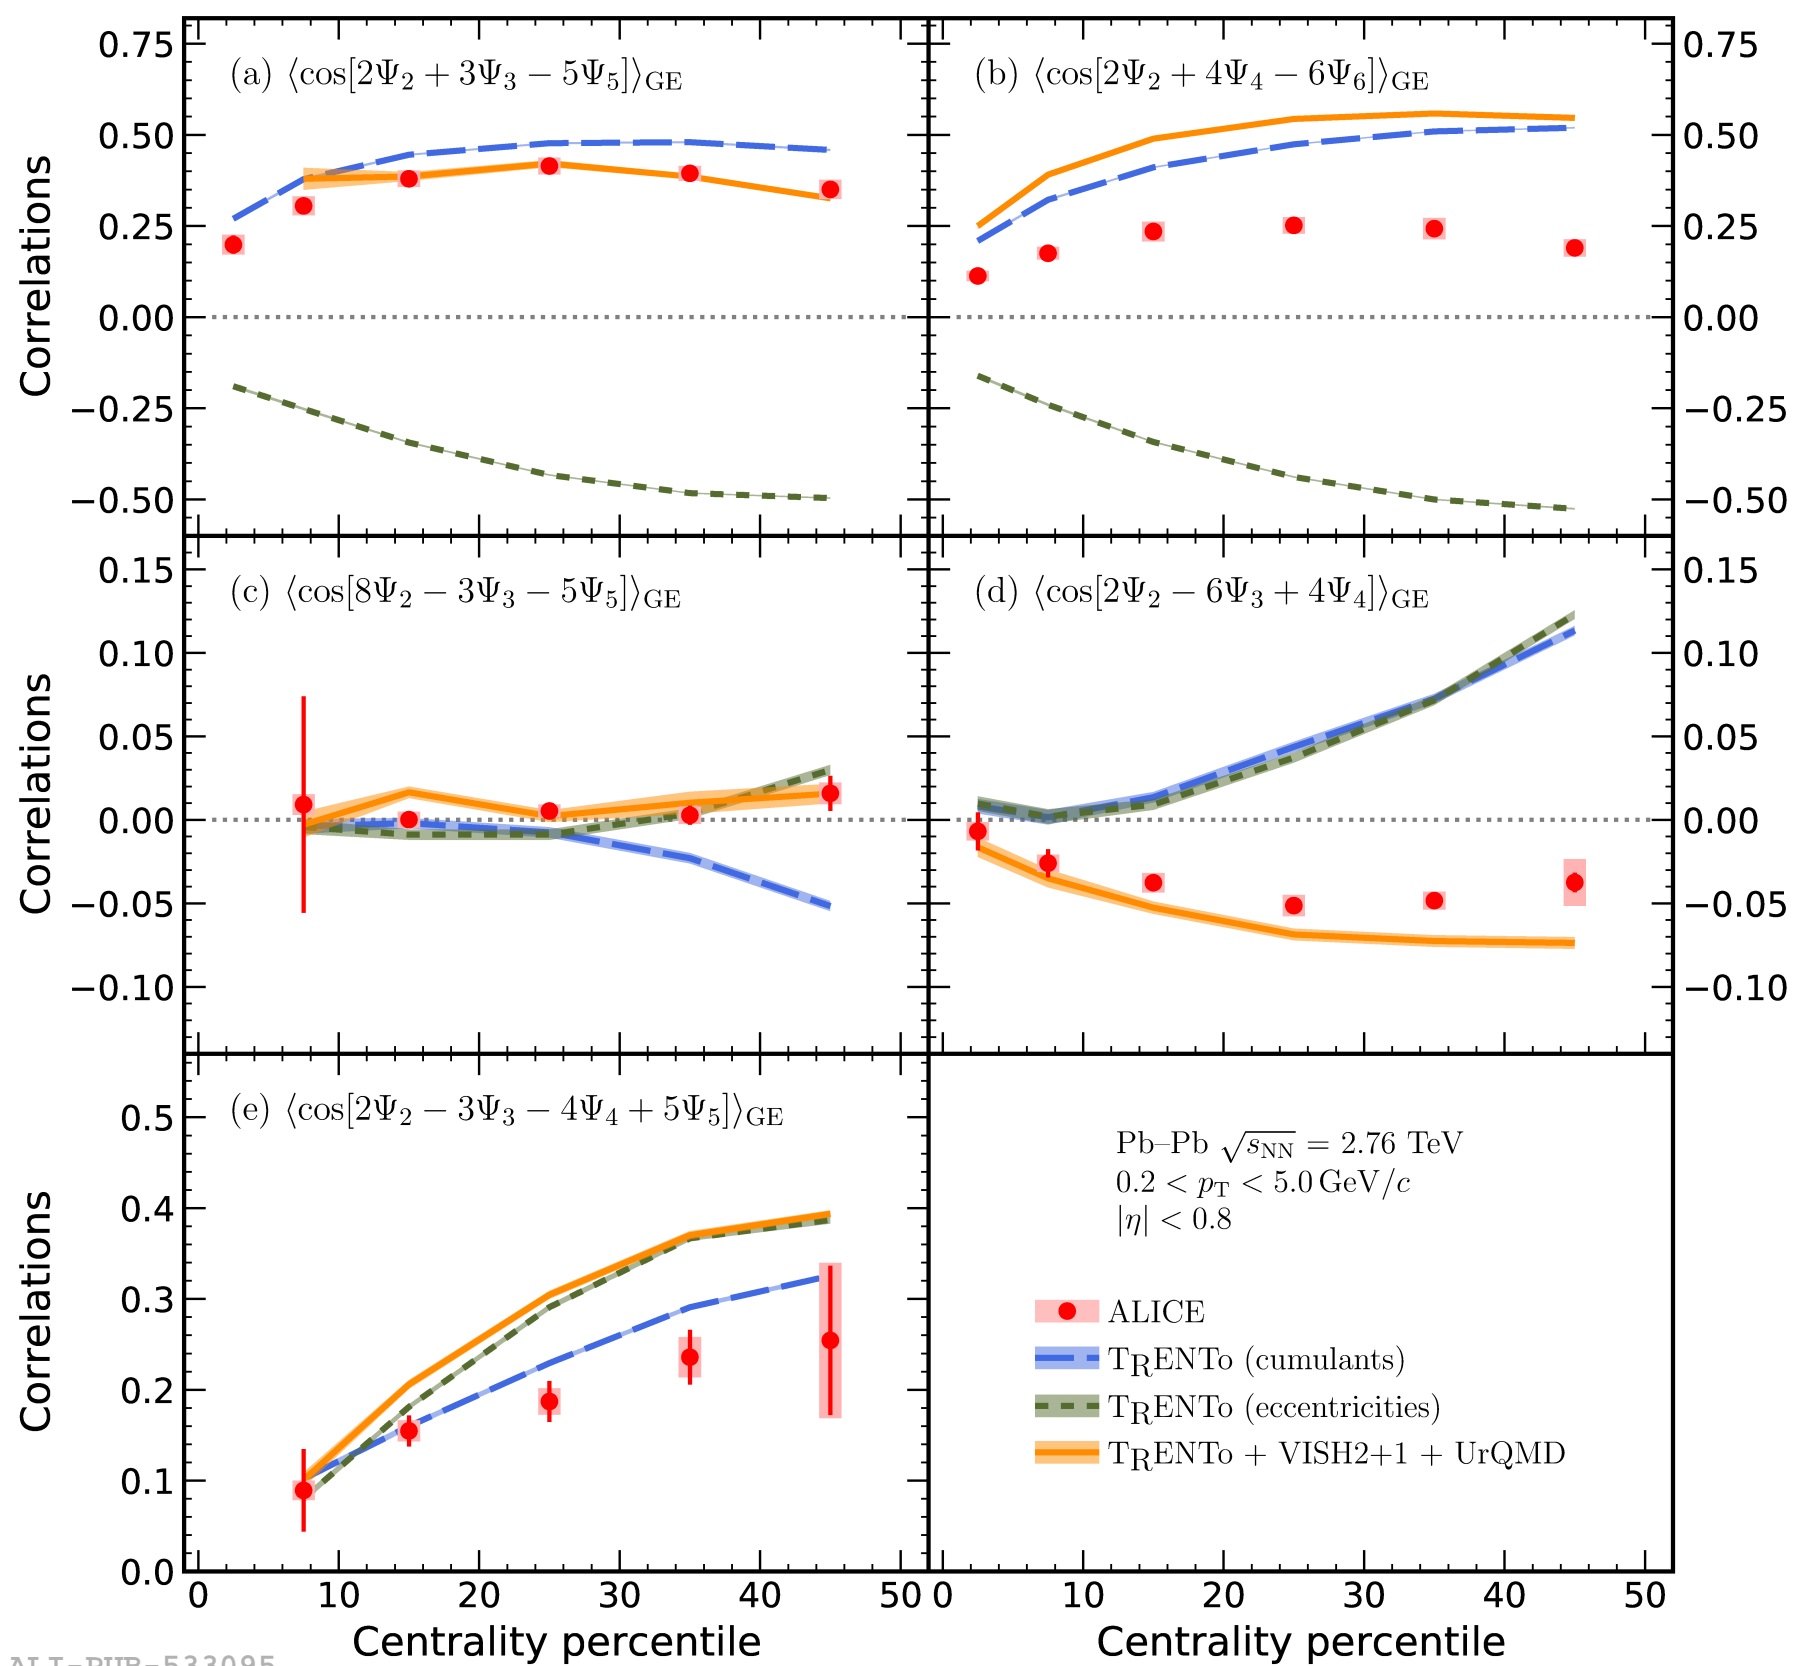 (a) ⟨cos[2Ψ₂ + 3Ψ₃ − 5Ψ₅]⟩GE
(b) ⟨cos[2Ψ₂ + 4Ψ₄ − 6Ψ₆]⟩GE
0.75
0.50
0.25
0.00
−0.25
−0.50
Correlations
0.75
0.50
0.25
0.00
−0.25
−0.50
(c) ⟨cos[8Ψ₂ − 3Ψ₃ − 5Ψ₅]⟩GE
(d) ⟨cos[2Ψ₂ − 6Ψ₃ + 4Ψ₄]⟩GE
0.15
0.10
0.05
0.00
−0.05
−0.10
Correlations
0.15
0.10
0.05
0.00
−0.05
−0.10
(e) ⟨cos[2Ψ₂ − 3Ψ₃ − 4Ψ₄ + 5Ψ₅]⟩GE
0.5
0.4
0.3
0.2
0.1
0.0
Correlations
Pb–Pb √sNN = 2.76 TeV
0.2 < pT < 5.0 GeV/c
|η| < 0.8
ALICE
TRENTo (cumulants)
TRENTo (eccentricities)
TRENTo + VISH2+1 + UrQMD
0 10 20 30 40 50
0 10 20 30 40 50
Centrality percentile
Centrality percentile
ALI-PUB-533095